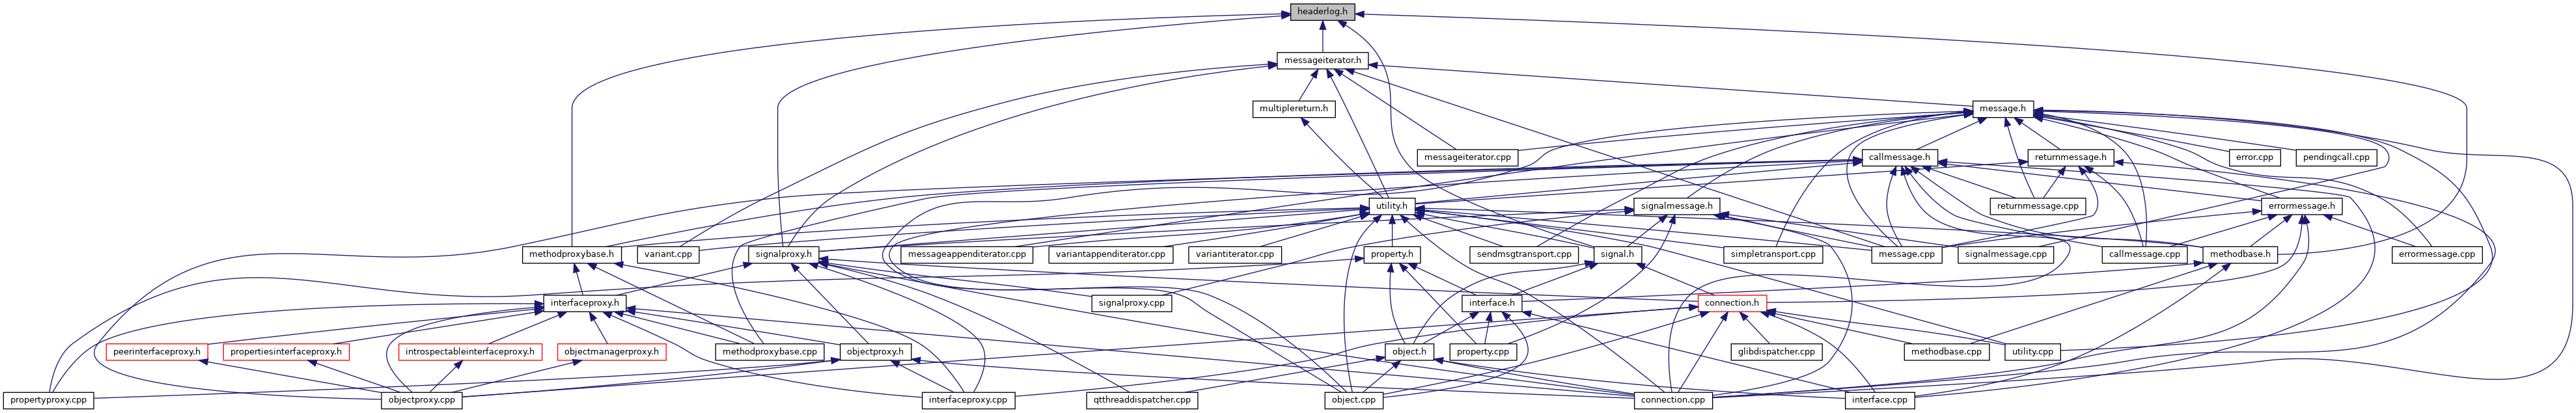 headerlog.h
messageiterator.h
multiplereturn.h
message.h
messageiterator.cpp
callmessage.h
returnmessage.h
error.cpp
pendingcall.cpp
utility.h
signalmessage.h
returnmessage.cpp
errormessage.h
methodproxybase.h
variant.cpp
signalproxy.h
messageappenditerator.cpp
variantappenditerator.cpp
variantiterator.cpp
property.h
sendmsgtransport.cpp
signal.h
simpletransport.cpp
message.cpp
signalmessage.cpp
callmessage.cpp
methodbase.h
errormessage.cpp
interfaceproxy.h
signalproxy.cpp
interface.h
connection.h
peerinterfaceproxy.h
propertiesinterfaceproxy.h
introspectableinterfaceproxy.h
objectmanagerproxy.h
methodproxybase.cpp
objectproxy.h
object.h
property.cpp
glibdispatcher.cpp
methodbase.cpp
utility.cpp
propertyproxy.cpp
objectproxy.cpp
interfaceproxy.cpp
qtthreaddispatcher.cpp
object.cpp
connection.cpp
interface.cpp